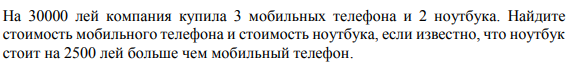 На 30000 лей компания купила 3 мобильных телефона и 2 ноутбука. Найдите
стоимость мобильного телефона и стоимость ноутбука, если известно, что ноутбук
стоит на 2500 лей больше чем мобильный телефон.